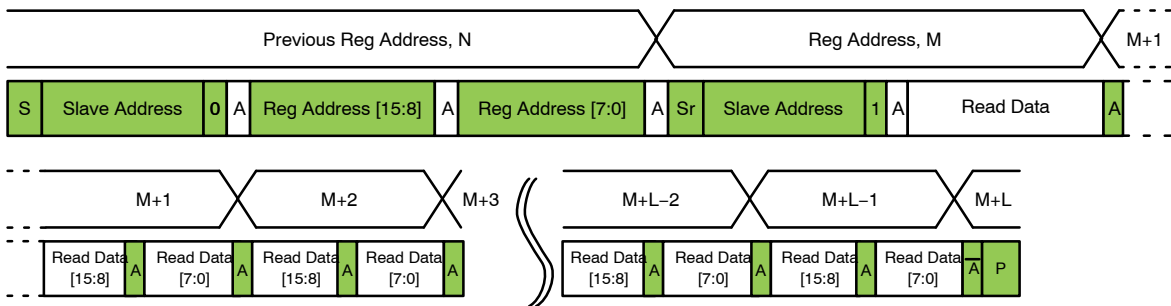 Previous Reg Address, N Reg Address, M M+1
S Slave Address 0 A Reg Address [15:8] A Reg Address [7:0] A Sr Slave Address 1 A Read Data A
M+1 M+2 M+3 M+L−2 M+L−1 M+L
Read Data Read Data Read Data Read Data Read Data Read Data Read Data Read Data
[15:8] A [7:0] A [15:8] A [7:0] A [15:8] A [7:0] A [15:8] A [7:0] A̅ P